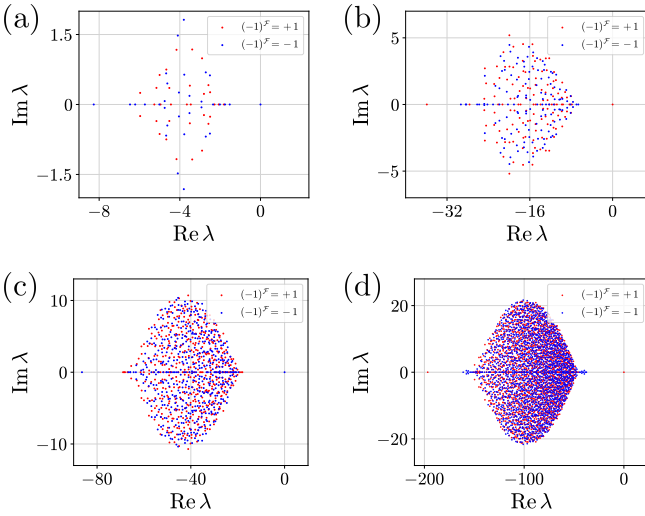 (a)
(−1)^ℱ = +1
(−1)^ℱ = −1
1.5
0
−1.5
Im λ
−8
−4
0
Re λ
(b)
(−1)^ℱ = +1
(−1)^ℱ = −1
5
0
−5
Im λ
−32
−16
0
Re λ
(c)
(−1)^ℱ = +1
(−1)^ℱ = −1
10
0
−10
Im λ
−80
−40
0
Re λ
(d)
(−1)^ℱ = +1
(−1)^ℱ = −1
20
0
−20
Im λ
−200
−100
0
Re λ